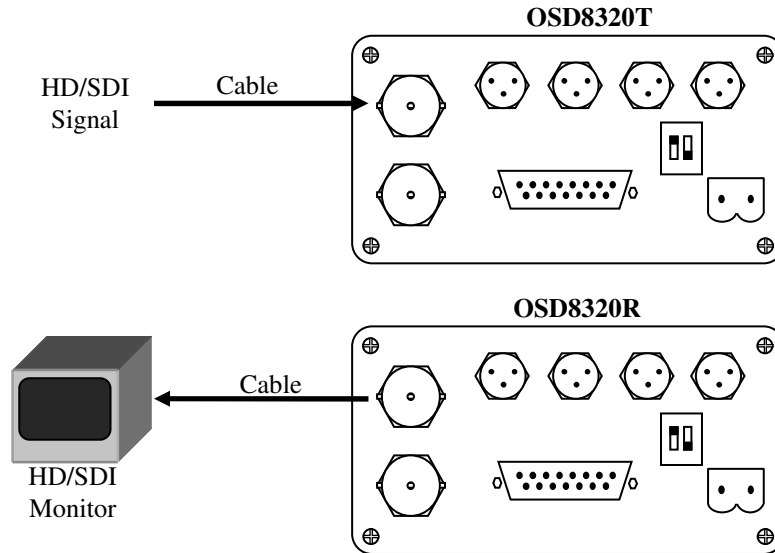 OSD8320T
HD/SDI
Signal
Cable
OSD8320R
Cable
HD/SDI
Monitor